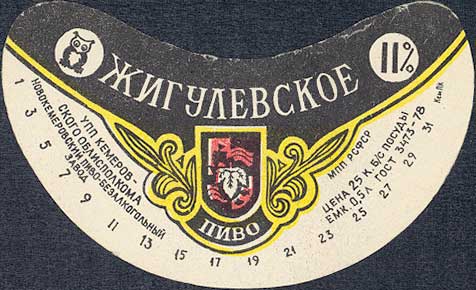 ЖИГУЛЕВСКОЕ
11%
УПП КЕМЕРОВ-
СКОГО ОБЛИСПОЛКОМА
НОВОКЕМЕРОВСКИЙ ПИВО-БЕЗАЛКОГОЛЬНЫЙ
ЗАВОД
ПИВО
МПП РСФСР
ЦЕНА 25 К. Б/С ПОСУДЫ
ЕМК. 0,5 Л ГОСТ 3473-78
1 3 5 7 9 11 13 15 17 19 21 23 25 27 29 31